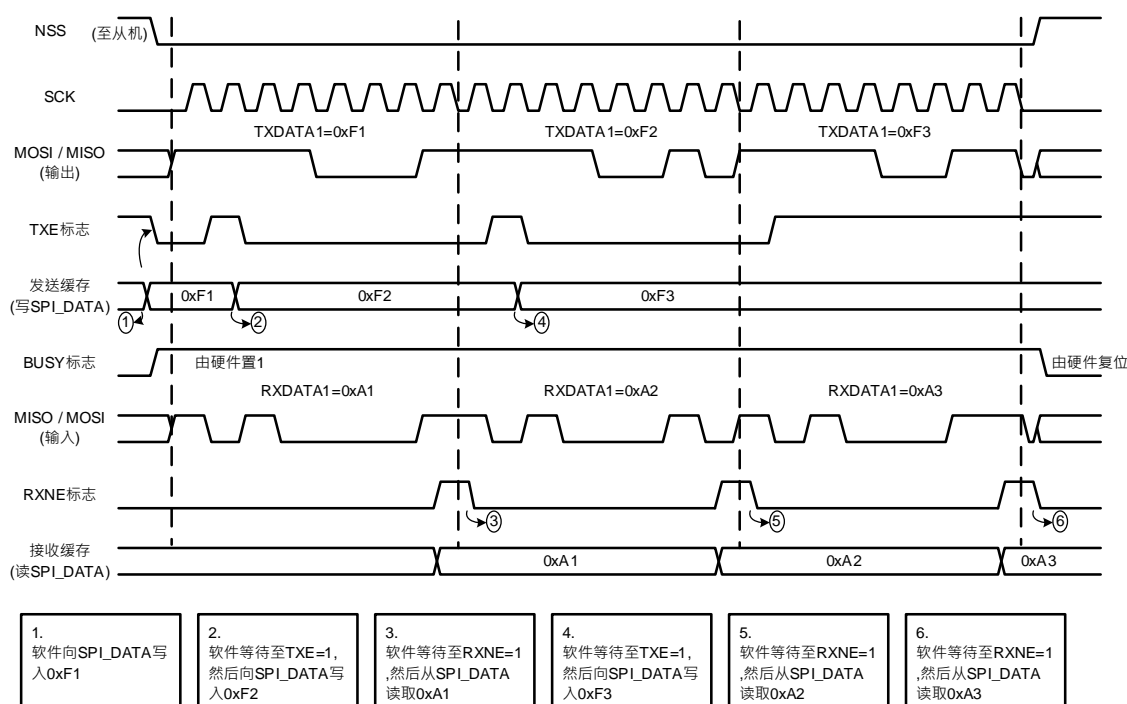 NSS (至从机)
SCK
TXDATA1=0xF1 TXDATA1=0xF2 TXDATA1=0xF3
MOSI / MISO
(输出)
TXE标志
发送缓存
(写SPI_DATA)
0xF1 0xF2 0xF3
① ② ④
BUSY标志
由硬件置1
由硬件复位
RXDATA1=0xA1 RXDATA1=0xA2 RXDATA1=0xA3
MISO / MOSI
(输入)
RXNE标志
③ ⑤ ⑥
接收缓存
(读SPI_DATA)
0xA1 0xA2 0xA3
1.
软件向SPI_DATA写
入0xF1
2.
软件等待至TXE=1,
然后向SPI_DATA写
入0xF2
3.
软件等待至RXNE=1
,然后从SPI_DATA
读取0xA1
4.
软件等待至TXE=1,
然后向SPI_DATA写
入0xF3
5.
软件等待至RXNE=1
,然后从SPI_DATA
读取0xA2
6.
软件等待至RXNE=1
,然后从SPI_DATA
读取0xA3